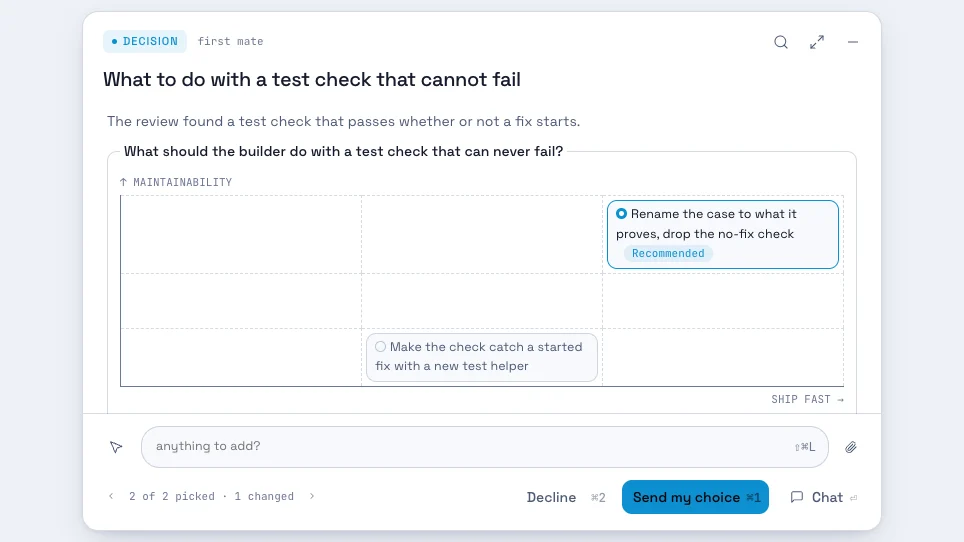 DECISION first mate
What to do with a test check that cannot fail
The review found a test check that passes whether or not a fix starts.
What should the builder do with a test check that can never fail?
↑ MAINTAINABILITY
Rename the case to what it
proves, drop the no-fix check
Recommended
Make the check catch a started
fix with a new test helper
SHIP FAST →
anything to add? ⇧⌘L
‹ 2 of 2 picked · 1 changed ›
Decline ⌘2
Send my choice ⌘1
Chat ⏎